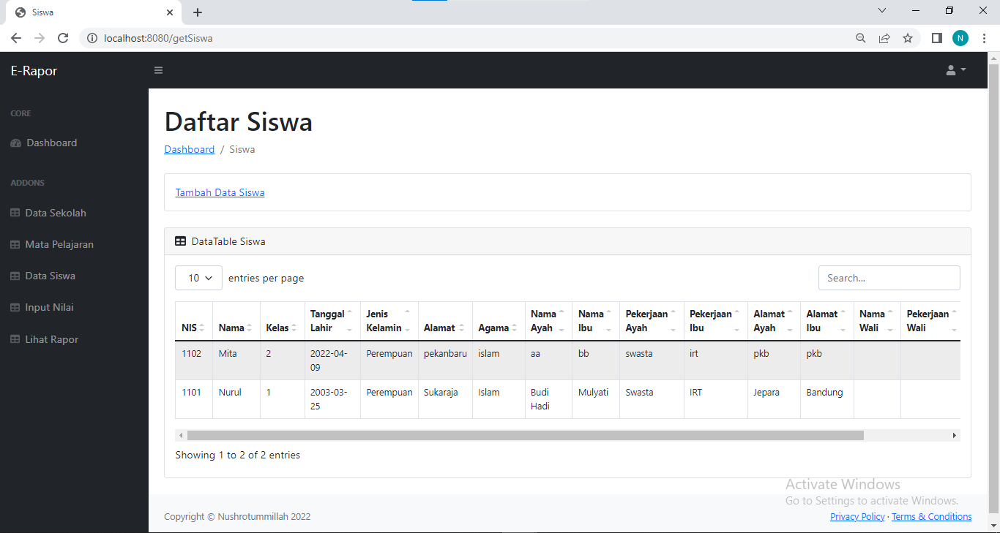 Siswa
localhost:8080/getSiswa
N
E-Rapor
CORE
Dashboard
ADDONS
Data Sekolah
Mata Pelajaran
Data Siswa
Input Nilai
Lihat Rapor
Daftar Siswa
Dashboard / Siswa
Tambah Data Siswa
DataTable Siswa
10 entries per page Search...
NIS Nama Kelas Tanggal Lahir Jenis Kelamin Alamat Agama Nama Ayah Nama Ibu Pekerjaan Ayah Pekerjaan Ibu Alamat Ayah Alamat Ibu Nama Wali Pekerjaan Wali
1102 Mita 2 2022-04-09 Perempuan pekanbaru islam aa bb swasta irt pkb pkb
1101 Nurul 1 2003-03-25 Perempuan Sukaraja Islam Budi Hadi Mulyati Swasta IRT Jepara Bandung
Showing 1 to 2 of 2 entries
Activate Windows
Go to Settings to activate Windows.
Copyright © Nushrotummillah 2022 Privacy Policy · Terms & Conditions